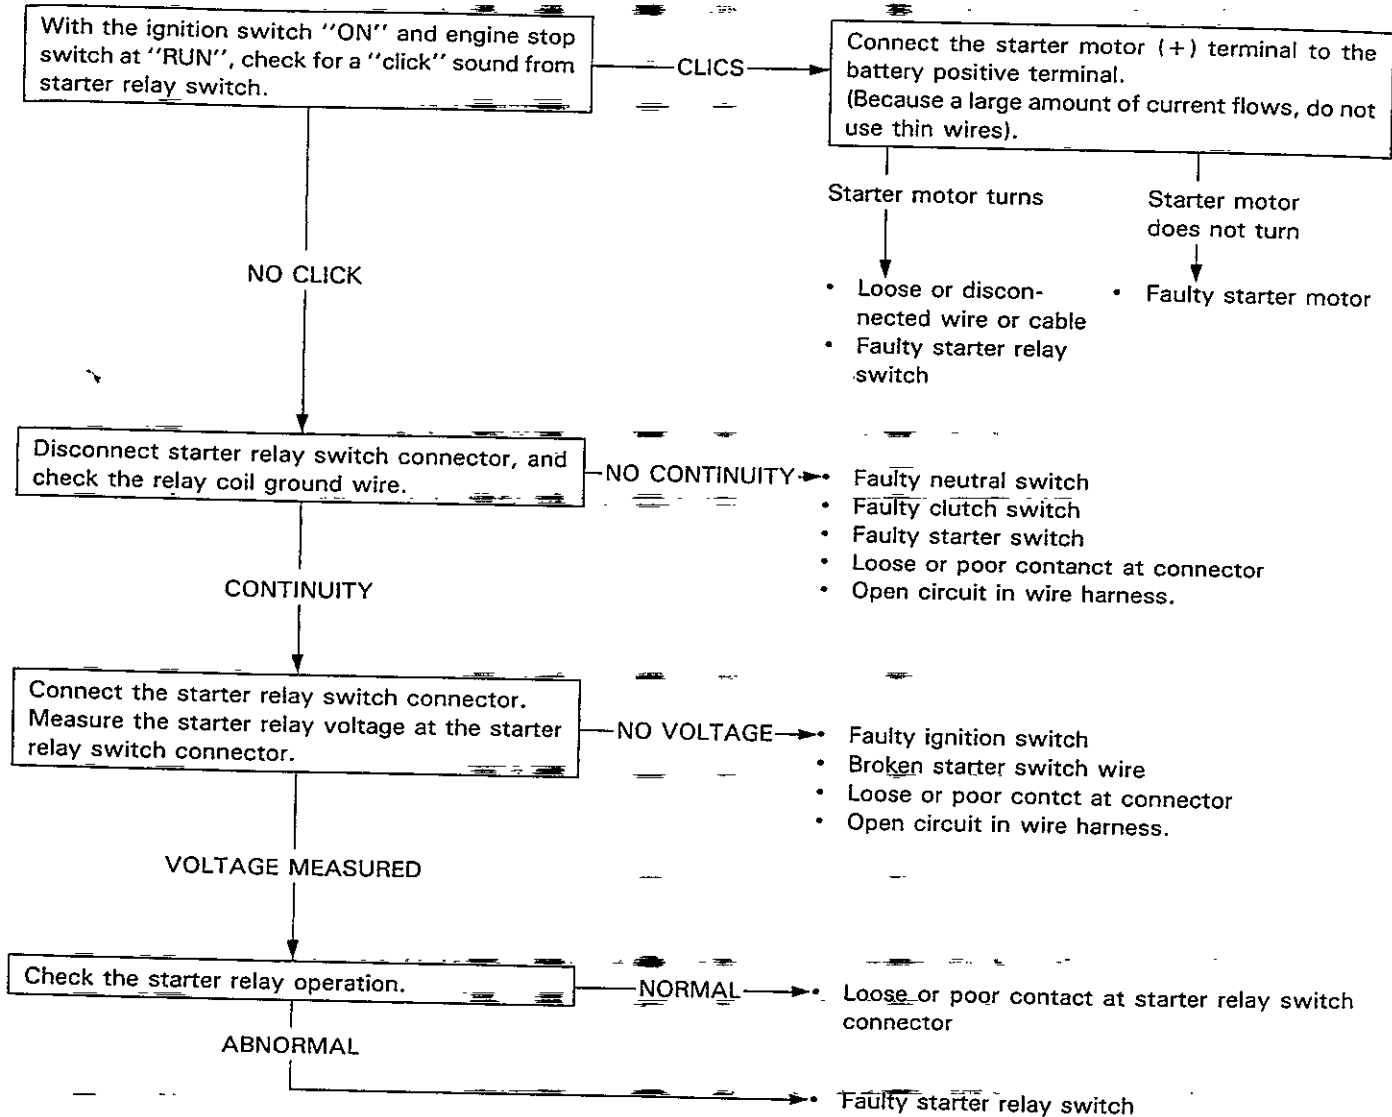 With the ignition switch "ON" and engine stop
switch at "RUN", check for a "click" sound from
starter relay switch.
CLICS
Connect the starter motor (+) terminal to the
battery positive terminal.
(Because a large amount of current flows, do not
use thin wires).
Starter motor turns
Starter motor
does not turn
NO CLICK
• Loose or discon-
nected wire or cable
• Faulty starter relay
switch
• Faulty starter motor
Disconnect starter relay switch connector, and
check the relay coil ground wire.
NO CONTINUITY
• Faulty neutral switch
• Faulty clutch switch
• Faulty starter switch
• Loose or poor contanct at connector
• Open circuit in wire harness.
CONTINUITY
Connect the starter relay switch connector.
Measure the starter relay voltage at the starter
relay switch connector.
NO VOLTAGE
• Faulty ignition switch
• Broken starter switch wire
• Loose or poor contct at connector
• Open circuit in wire harness.
VOLTAGE MEASURED
Check the starter relay operation.
NORMAL
• Loose or poor contact at starter relay switch
connector
ABNORMAL
• Faulty starter relay switch